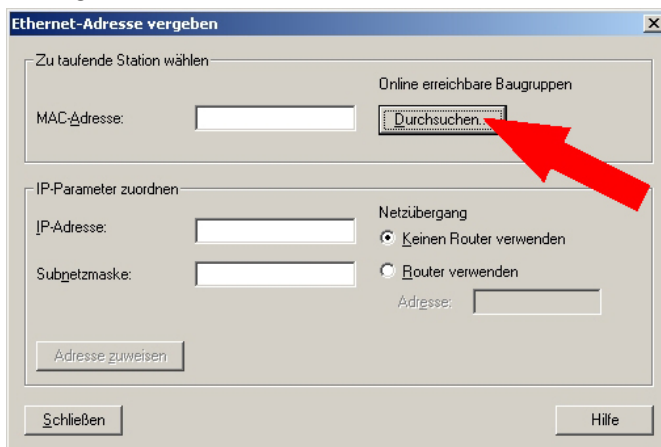 Ethernet-Adresse vergeben
Zu taufende Station wählen
Online erreichbare Baugruppen
MAC-Adresse:
Durchsuchen...
IP-Parameter zuordnen
Netzübergang
IP-Adresse:
Keinen Router verwenden
Subnetzmaske:
Router verwenden
Adresse:
Adresse zuweisen
Schließen
Hilfe